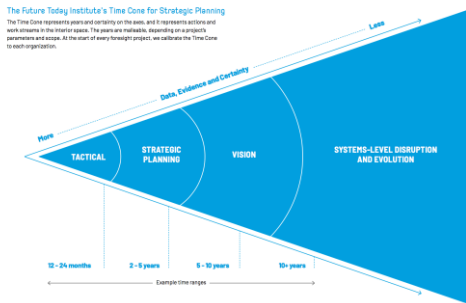 The Future Today Institute's Time Cone for Strategic Planning
The Time Cone represents years and certainty on the axes, and it represents actions and
work streams in the interior space. The years are malleable, depending on a project's
parameters and scope. At the start of every foresight project, we calibrate the Time Cone
to each organization.
Less
Data, Evidence and Certainty
More
TACTICAL
STRATEGIC
PLANNING
VISION
SYSTEMS-LEVEL DISRUPTION
AND EVOLUTION
12 - 24 months
2 - 5 years
5 - 10 years
10+ years
Example time ranges